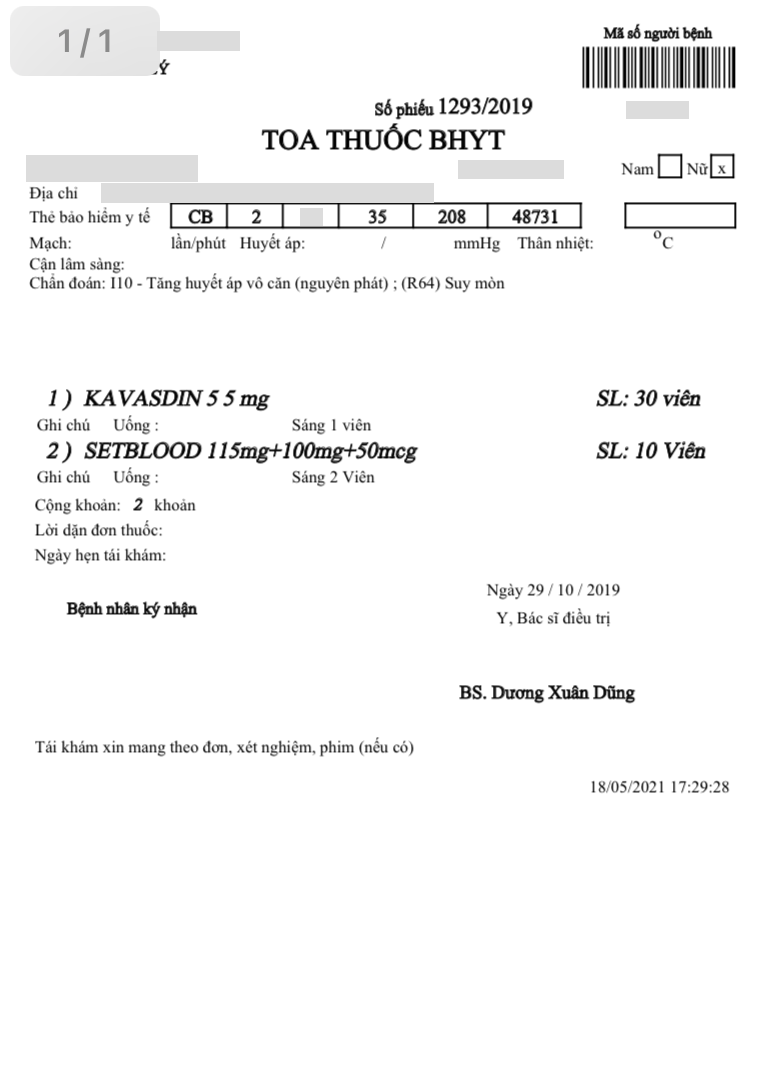 1/1
Mã số người bệnh
Số phiếu 1293/2019
TOA THUỐC BHYT
Nam Nữ x
Địa chỉ
Thẻ bảo hiểm y tế CB 2 35 208 48731
Mạch: lần/phút Huyết áp: / mmHg Thân nhiệt: °C
Cận lâm sàng:
Chẩn đoán: I10 - Tăng huyết áp vô căn (nguyên phát) ; (R64) Suy mòn
1 ) KAVASDIN 5 5 mg SL: 30 viên
Ghi chú Uống : Sáng 1 viên
2 ) SETBLOOD 115mg+100mg+50mcg SL: 10 Viên
Ghi chú Uống : Sáng 2 Viên
Cộng khoản: 2 khoản
Lời dặn đơn thuốc:
Ngày hẹn tái khám:
Ngày 29 / 10 / 2019
Bệnh nhân ký nhận
Y, Bác sĩ điều trị
BS. Dương Xuân Dũng
Tái khám xin mang theo đơn, xét nghiệm, phim (nếu có)
18/05/2021 17:29:28